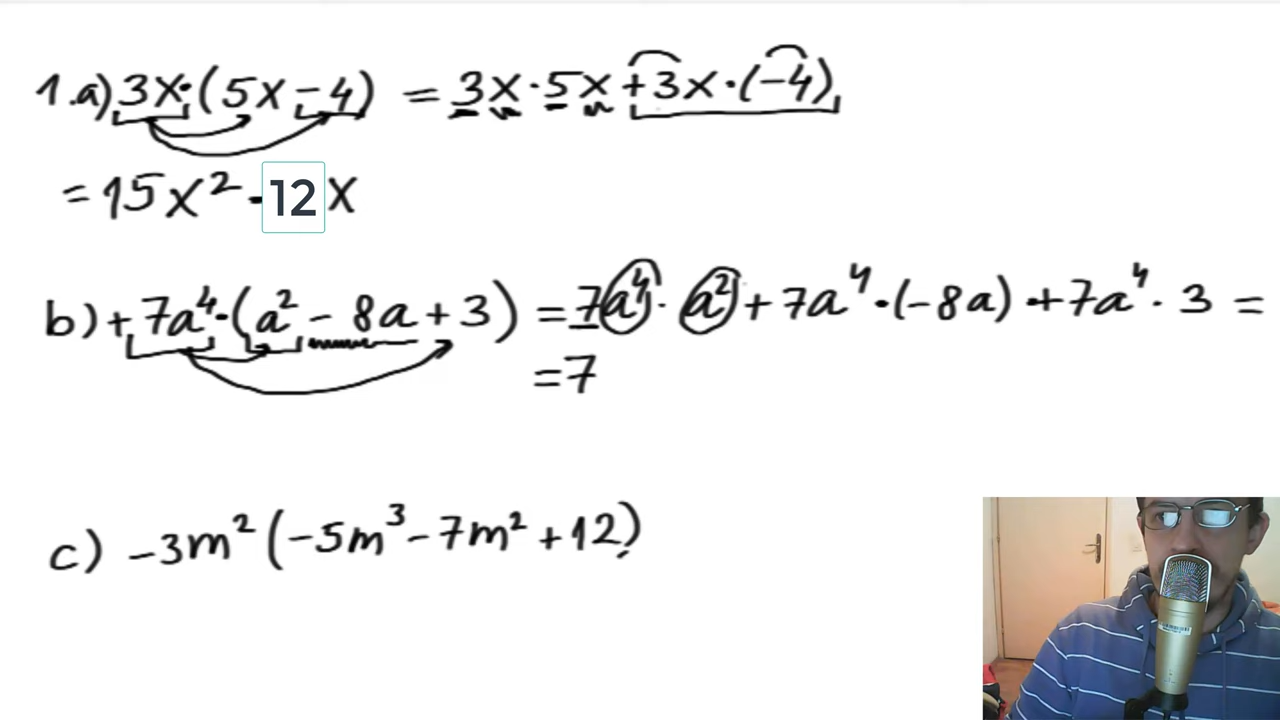 1.a) 3x·(5x-4) = 3x·5x+3x·(-4)
= 15x² - 12x
b) +7a⁴·(a² - 8a + 3) = 7a⁴·a² + 7a⁴·(-8a) + 7a⁴·3 =
= 7
c) -3m²(-5m³-7m²+12)